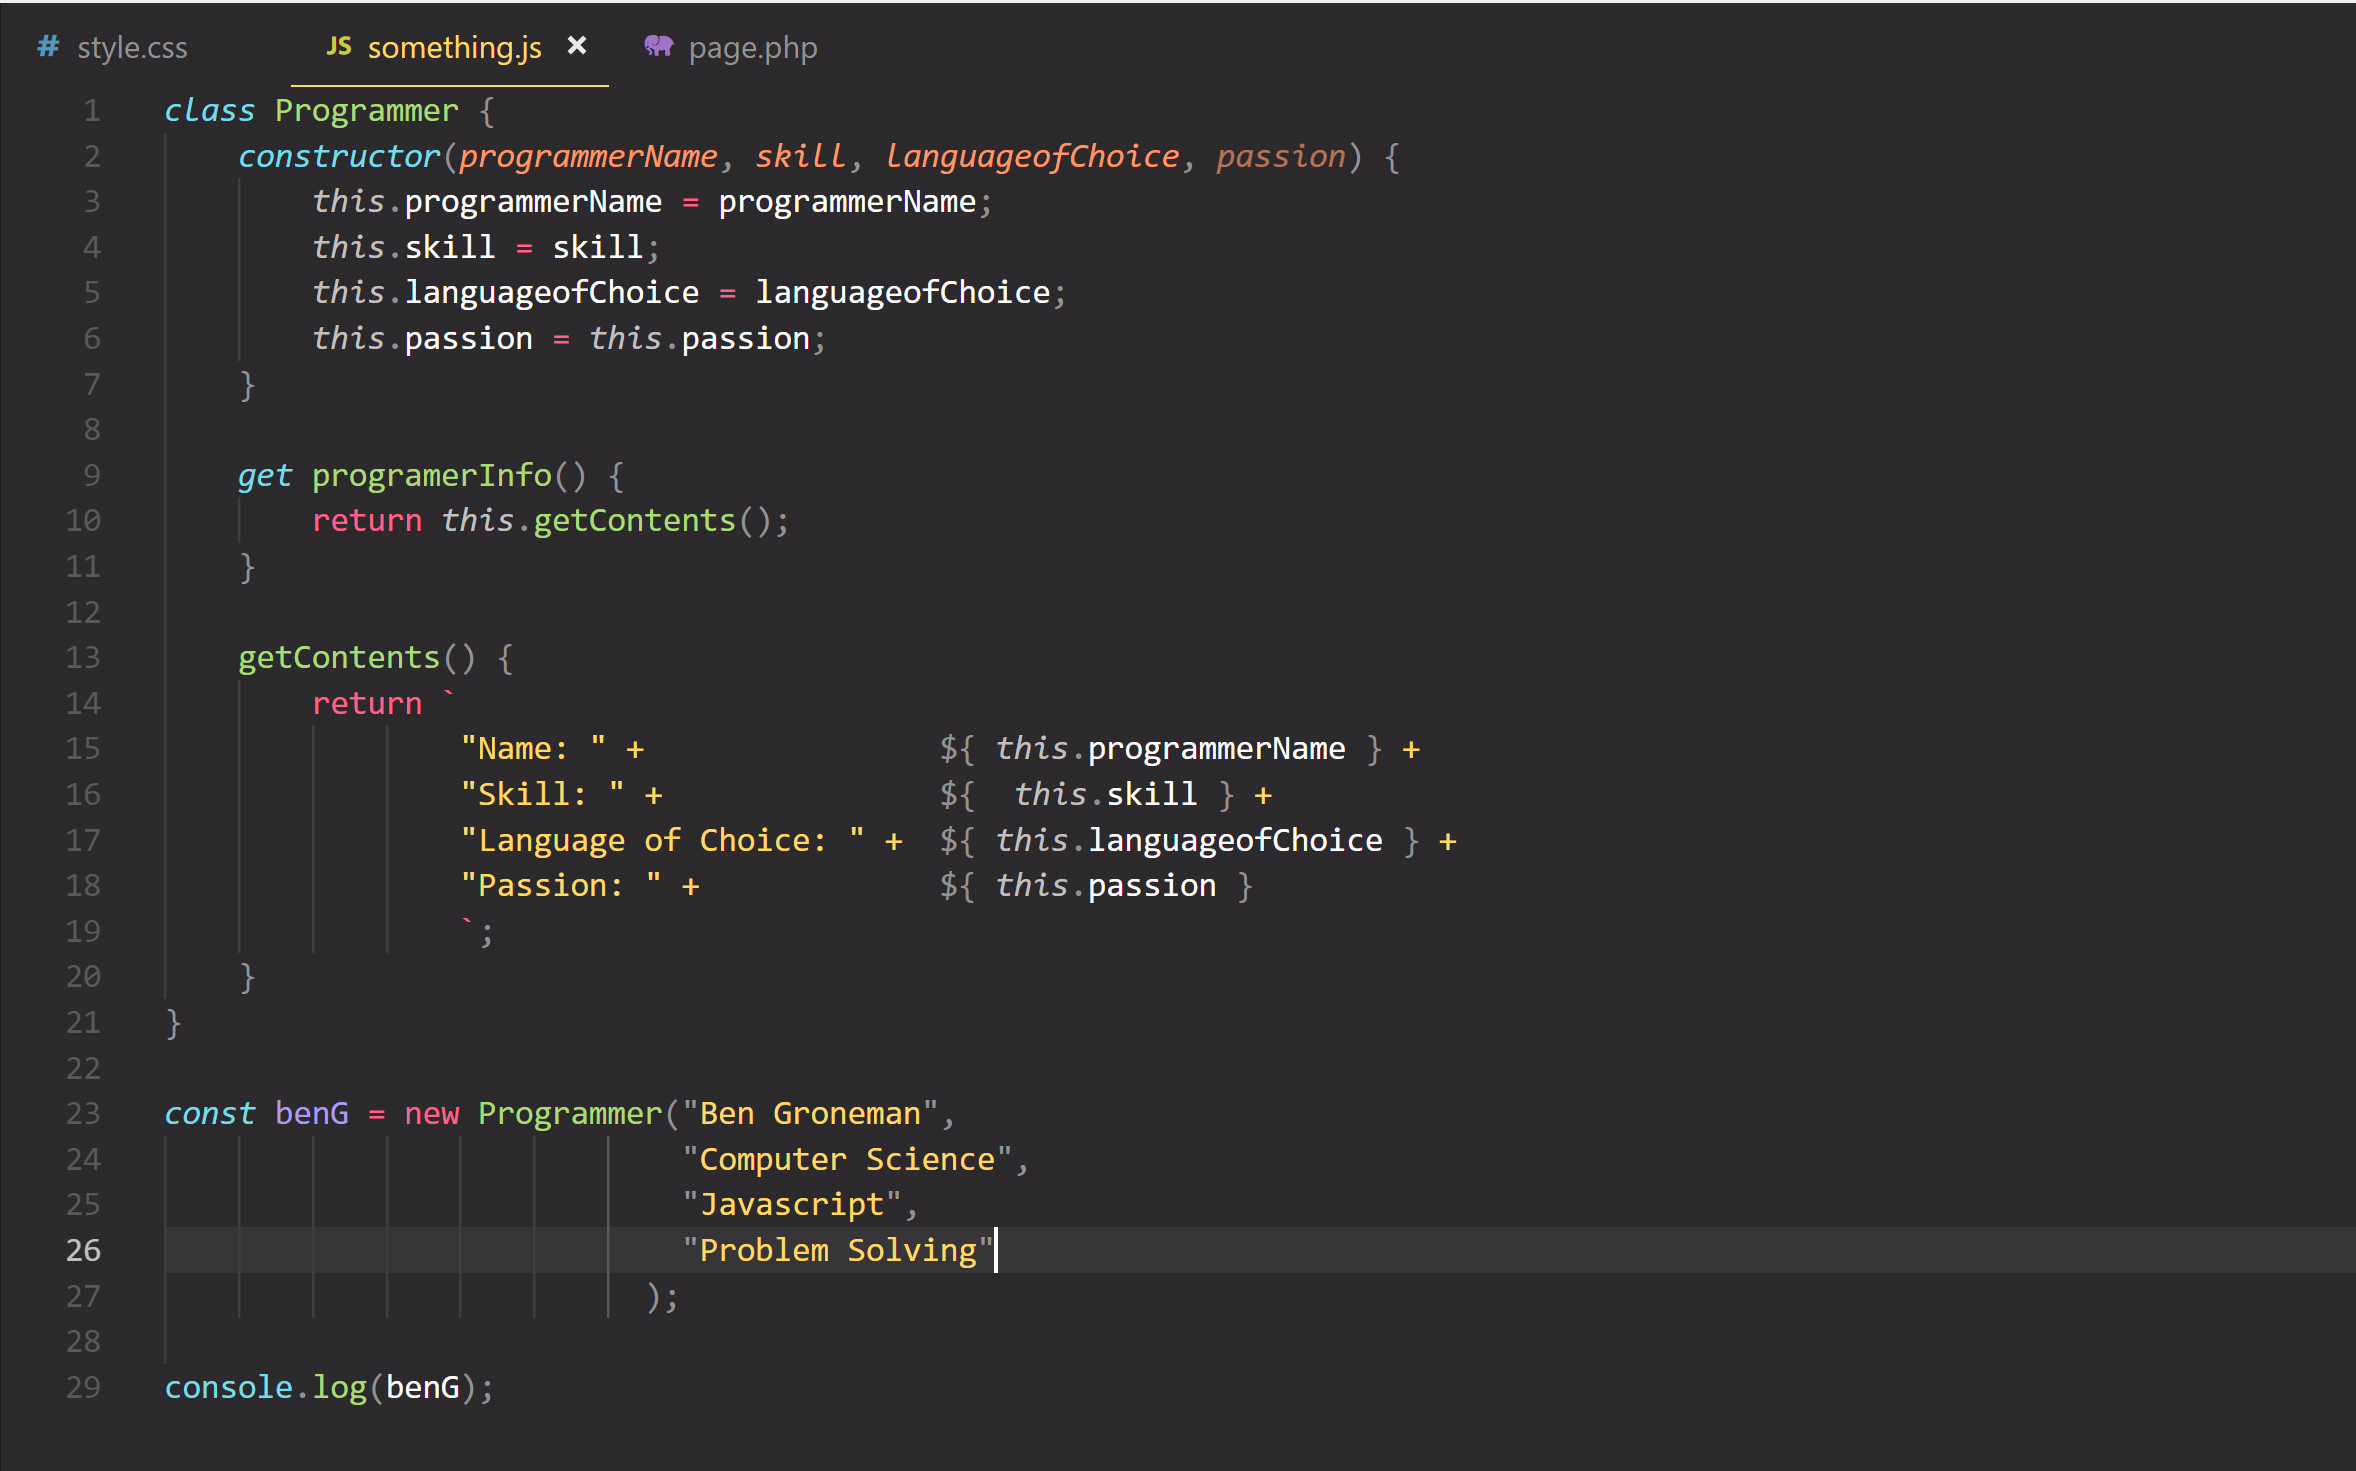 # style.css JS something.js × page.php
1 class Programmer {
2 constructor(programmerName, skill, languageofChoice, passion) {
3 this.programmerName = programmerName;
4 this.skill = skill;
5 this.languageofChoice = languageofChoice;
6 this.passion = this.passion;
7 }
8
9 get programerInfo() {
10 return this.getContents();
11 }
12
13 getContents() {
14 return `
15 "Name: " + ${ this.programmerName } +
16 "Skill: " + ${  this.skill } +
17 "Language of Choice: " + ${ this.languageofChoice } +
18 "Passion: " + ${ this.passion }
19 `;
20 }
21 }
22
23 const benG = new Programmer("Ben Groneman",
24 "Computer Science",
25 "Javascript",
26 "Problem Solving"
27 );
28
29 console.log(benG);